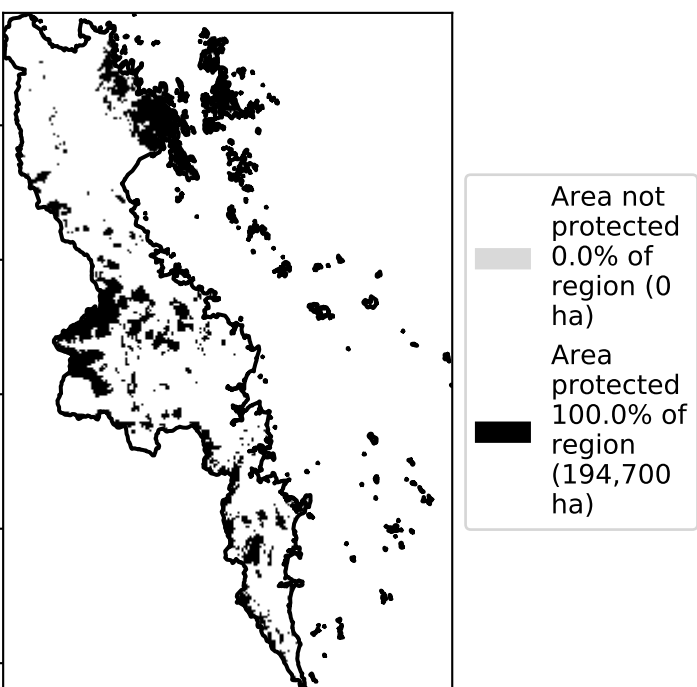 Area not
protected
0.0% of
region (0
ha)
Area
protected
100.0% of
region
(194,700
ha)